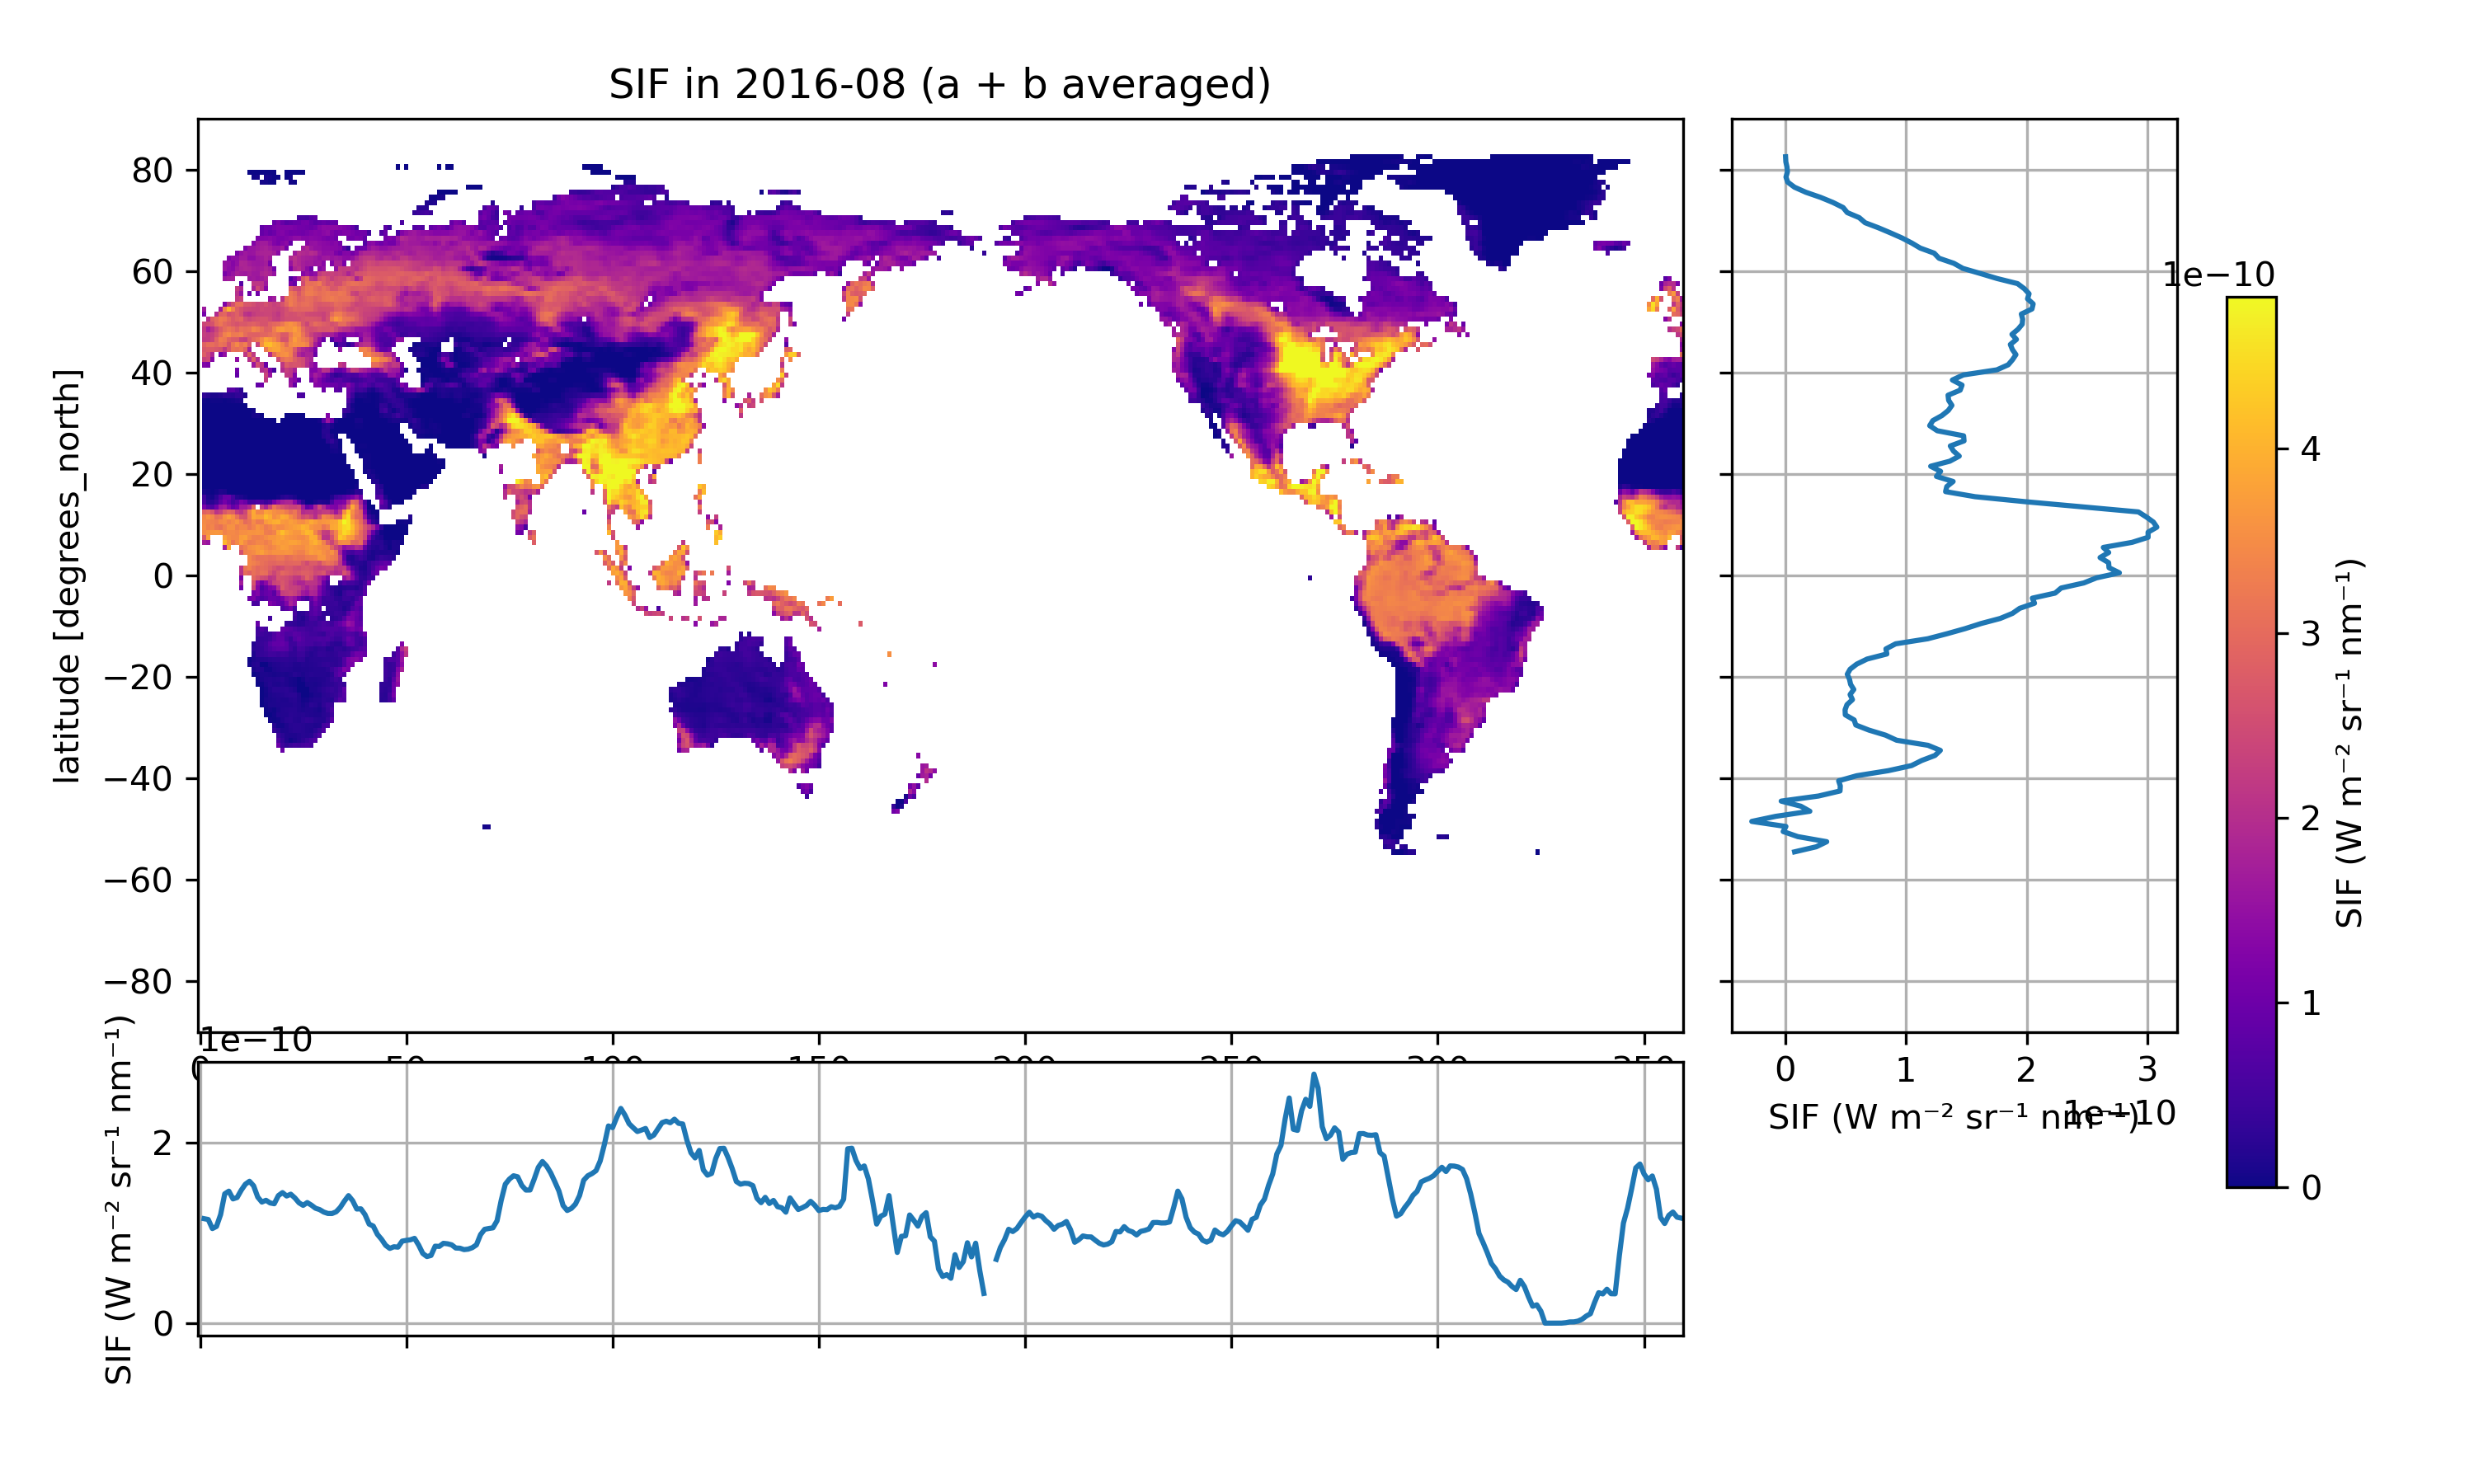 SIF in 2016-08 (a + b averaged)
80
60
40
20
0
−20
−40
−60
−80
latitude [degrees_north]
1e−10
4
3
2
1
0
SIF (W m⁻² sr⁻¹ nm⁻¹)
0 1 2 3
SIF (W m⁻² sr⁻¹ nm⁻¹)
1e−10
1e−10
0 50 100 150 200 250 300 350
2
0
SIF (W m⁻² sr⁻¹ nm⁻¹)